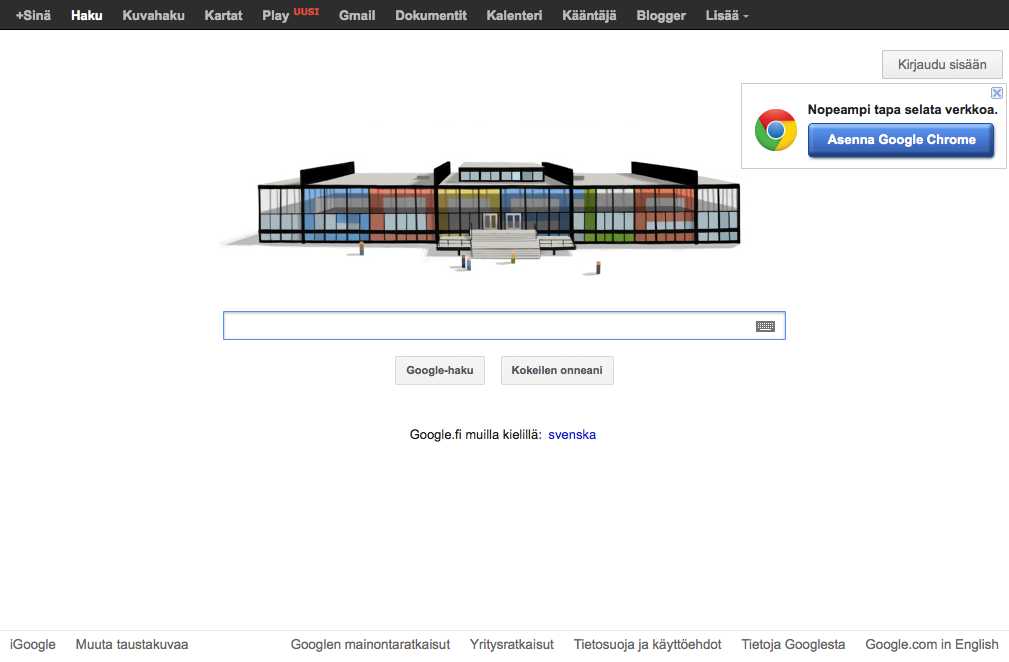 +Sinä Haku Kuvahaku Kartat Play UUSI Gmail Dokumentit Kalenteri Kääntäjä Blogger Lisää
Kirjaudu sisään
Nopeampi tapa selata verkkoa.
Asenna Google Chrome
Google-haku Kokeilen onneani
Google.fi muilla kielillä: svenska
iGoogle Muuta taustakuvaa Googlen mainontaratkaisut Yritysratkaisut Tietosuoja ja käyttöehdot Tietoja Googlesta Google.com in English